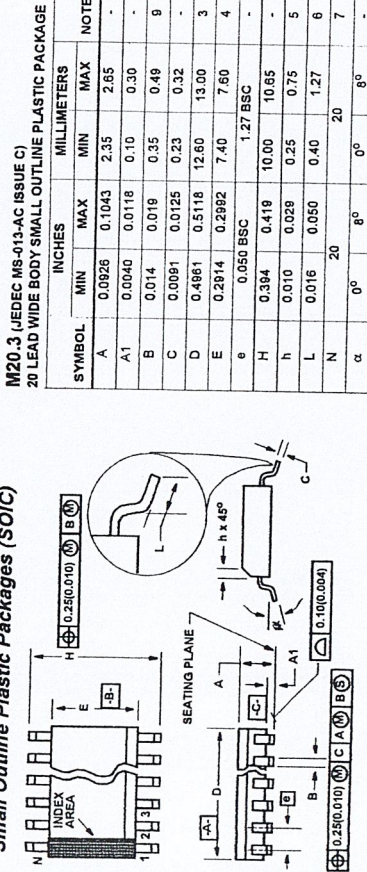 Small Outline Plastic Packages (SOIC)
N
INDEX
AREA
1 2 3
E
-B-
H
⌖ 0.25(0.010) Ⓜ B Ⓜ
L
SEATING PLANE
-A-
D
A
h x 45°
-C-
e
B
A1
α
C
⌓ 0.10(0.004)
⌖ 0.25(0.010) Ⓜ C A Ⓜ B Ⓢ
M20.3 (JEDEC MS-013-AC ISSUE C)
20 LEAD WIDE BODY SMALL OUTLINE PLASTIC PACKAGE
INCHES MILLIMETERS
SYMBOL MIN MAX MIN MAX NOTE
A 0.0926 0.1043 2.35 2.65 -
A1 0.0040 0.0118 0.10 0.30 -
B 0.014 0.019 0.35 0.49 9
C 0.0091 0.0125 0.23 0.32 -
D 0.4961 0.5118 12.60 13.00 3
E 0.2914 0.2992 7.40 7.60 4
e 0.050 BSC 1.27 BSC -
H 0.394 0.419 10.00 10.65 -
h 0.010 0.029 0.25 0.75 5
L 0.016 0.050 0.40 1.27 6
N 20 20 7
α 0° 8° 0° 8° -